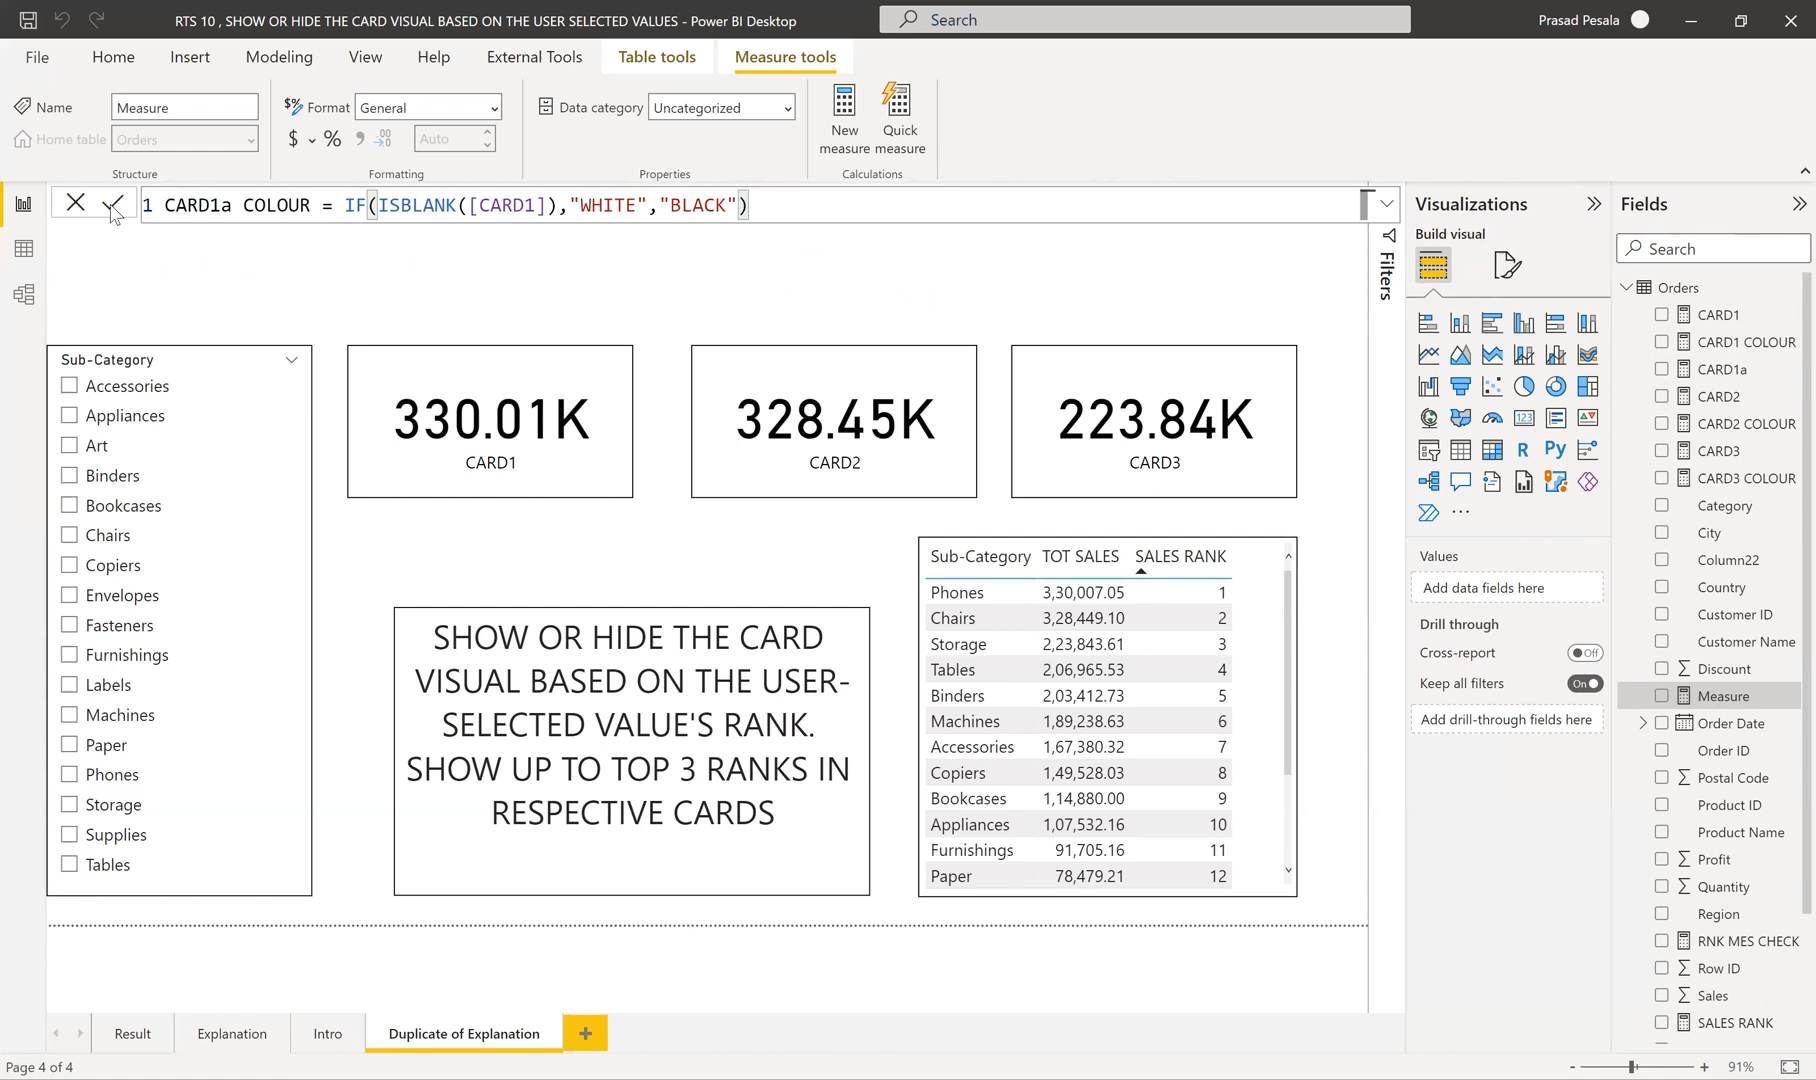 RTS 10 , SHOW OR HIDE THE CARD VISUAL BASED ON THE USER SELECTED VALUES - Power BI Desktop
Search
Prasad Pesala
File
Home
Insert
Modeling
View
Help
External Tools
Table tools
Measure tools
Name
Measure
Home table
Orders
Structure
$% Format
General
$ % 9 .00
Auto
Formatting
Data category
Uncategorized
Properties
New
measure
Quick
measure
Calculations
1 CARD1a COLOUR = IF(ISBLANK([CARD1]),"WHITE","BLACK")
Sub-Category
Accessories
Appliances
Art
Binders
Bookcases
Chairs
Copiers
Envelopes
Fasteners
Furnishings
Labels
Machines
Paper
Phones
Storage
Supplies
Tables
330.01K
CARD1
328.45K
CARD2
223.84K
CARD3
SHOW OR HIDE THE CARD
VISUAL BASED ON THE USER-
SELECTED VALUE'S RANK.
SHOW UP TO TOP 3 RANKS IN
RESPECTIVE CARDS
Sub-Category TOT SALES SALES RANK
Phones 3,30,007.05 1
Chairs 3,28,449.10 2
Storage 2,23,843.61 3
Tables 2,06,965.53 4
Binders 2,03,412.73 5
Machines 1,89,238.63 6
Accessories 1,67,380.32 7
Copiers 1,49,528.03 8
Bookcases 1,14,880.00 9
Appliances 1,07,532.16 10
Furnishings 91,705.16 11
Paper 78,479.21 12
Filters
Visualizations
Build visual
123
R
Py
...
Values
Add data fields here
Drill through
Cross-report
Off
Keep all filters
On
Add drill-through fields here
Fields
Search
Orders
CARD1
CARD1 COLOUR
CARD1a
CARD2
CARD2 COLOUR
CARD3
CARD3 COLOUR
Category
City
Column22
Country
Customer ID
Customer Name
Discount
Measure
Order Date
Order ID
Postal Code
Product ID
Product Name
Profit
Quantity
Region
RNK MES CHECK
Row ID
Sales
SALES RANK
Result
Explanation
Intro
Duplicate of Explanation
+
Page 4 of 4
- + 91%